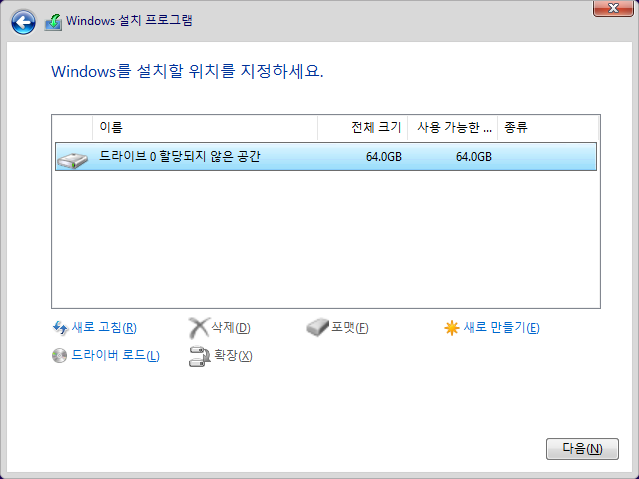 Windows 설치 프로그램
Windows를 설치할 위치를 지정하세요.
이름 전체 크기 사용 가능한 ... 종류
드라이브 0 할당되지 않은 공간 64.0GB 64.0GB
새로 고침(R) 삭제(D) 포맷(F) 새로 만들기(E)
드라이버 로드(L) 확장(X)
다음(N)